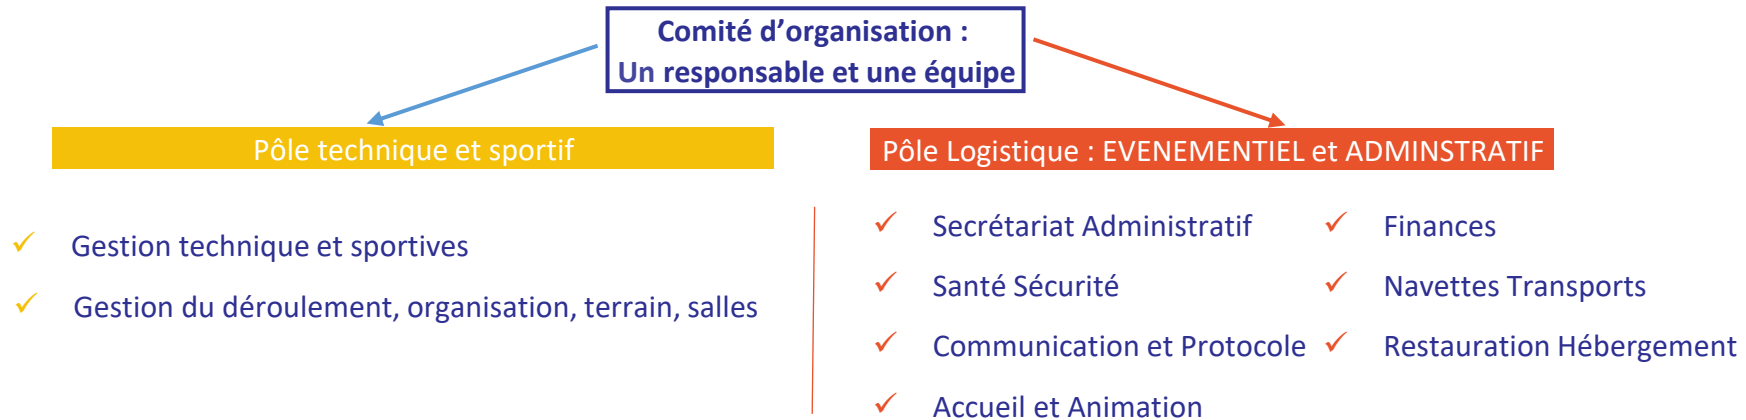 Comité d’organisation :
Un responsable et une équipe
Pôle technique et sportif
Gestion technique et sportives
Gestion du déroulement, organisation, terrain, salles
Pôle Logistique : EVENEMENTIEL et ADMINSTRATIF
Secrétariat Administratif
Santé Sécurité
Communication et Protocole
Accueil et Animation
Finances
Navettes Transports
Restauration Hébergement